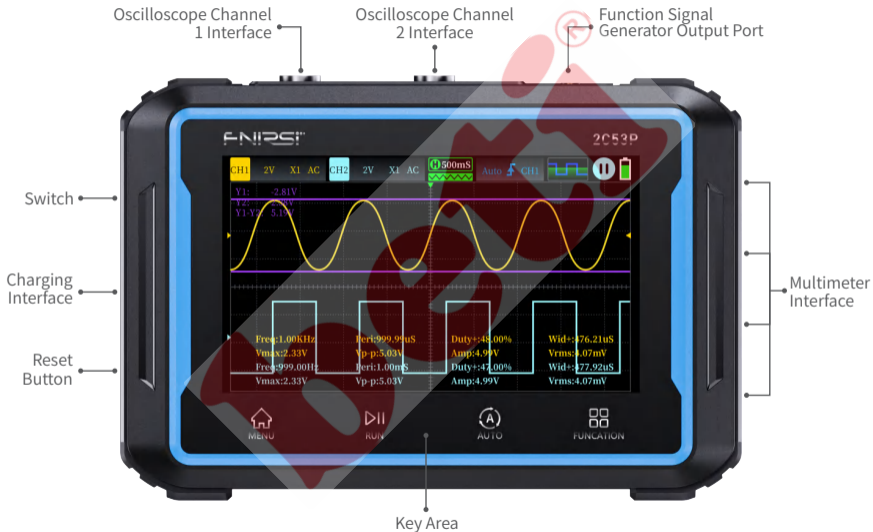 Oscilloscope Channel
1 Interface
Oscilloscope Channel
2 Interface
Function Signal
Generator Output Port
®
beti
FNIRSI
2C53P
CH1 2V X1 AC CH2 2V X1 AC H 500mS Auto CH1
Y1: -2.81V
Y2:
Y1-Y2: 5.19V
Switch
Charging
Interface
Reset
Button
Multimeter
Interface
Freq:1.00KHz Peri:999.99uS Duty+:48.00% Wid+:476.21uS
Vmax:2.33V Vp-p:5.03V Amp:4.99V Vrms:4.07mV
Freq:999.00Hz Peri:1.00mS Duty+:47.00% Wid+:477.92uS
Vmax:2.33V Vp-p:5.03V Amp:4.99V Vrms:4.07mV
MENU
RUN
A
AUTO
FUNCATION
Key Area